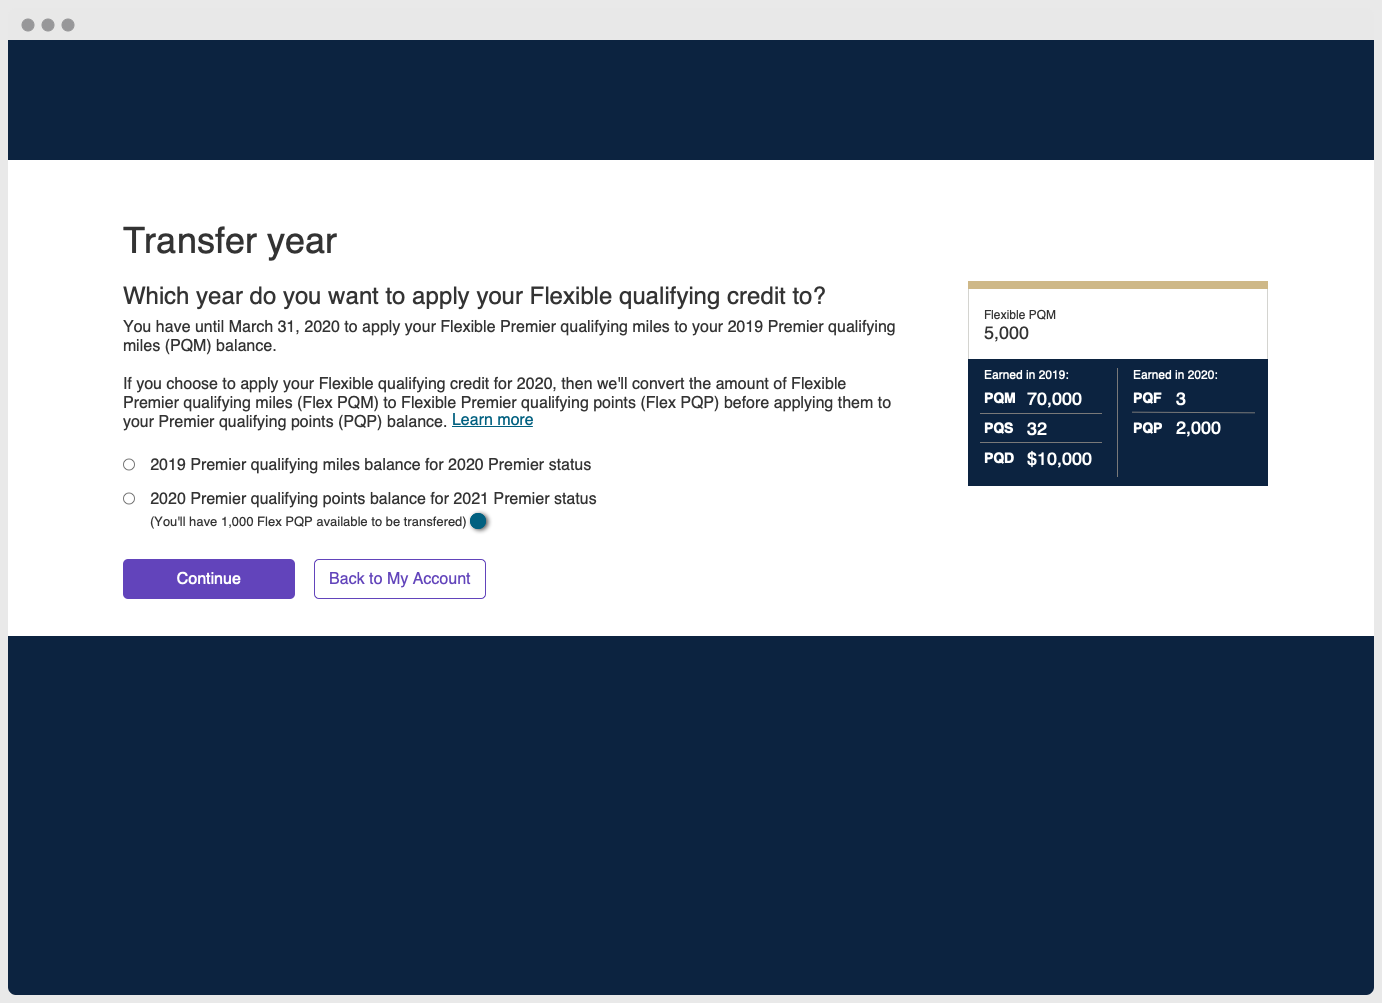 Transfer year
Which year do you want to apply your Flexible qualifying credit to?
You have until March 31, 2020 to apply your Flexible Premier qualifying miles to your 2019 Premier qualifying
miles (PQM) balance.
If you choose to apply your Flexible qualifying credit for 2020, then we'll convert the amount of Flexible
Premier qualifying miles (Flex PQM) to Flexible Premier qualifying points (Flex PQP) before applying them to
your Premier qualifying points (PQP) balance. Learn more
2019 Premier qualifying miles balance for 2020 Premier status
2020 Premier qualifying points balance for 2021 Premier status
(You'll have 1,000 Flex PQP available to be transfered)
Continue
Back to My Account
Flexible PQM
5,000
Earned in 2019:
PQM 70,000
PQS 32
PQD $10,000
Earned in 2020:
PQF 3
PQP 2,000